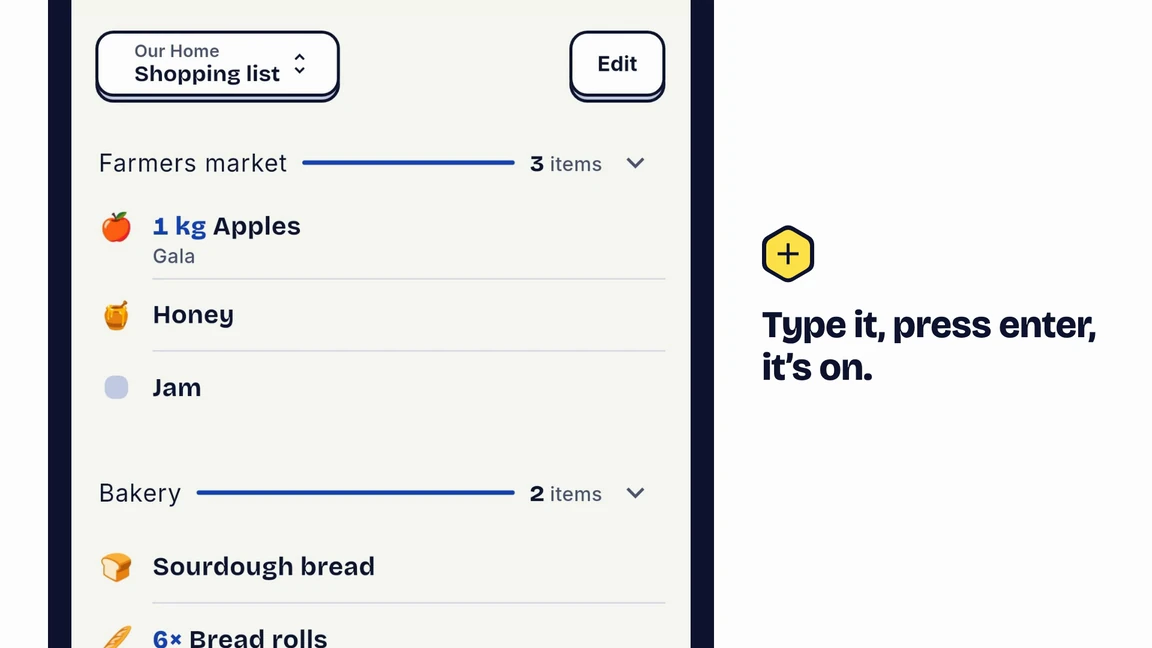 Our Home
Shopping list
Edit
Farmers market
3 items
1 kg Apples
Gala
Honey
Jam
Bakery
2 items
Sourdough bread
6× Bread rolls
Type it, press enter,
it’s on.